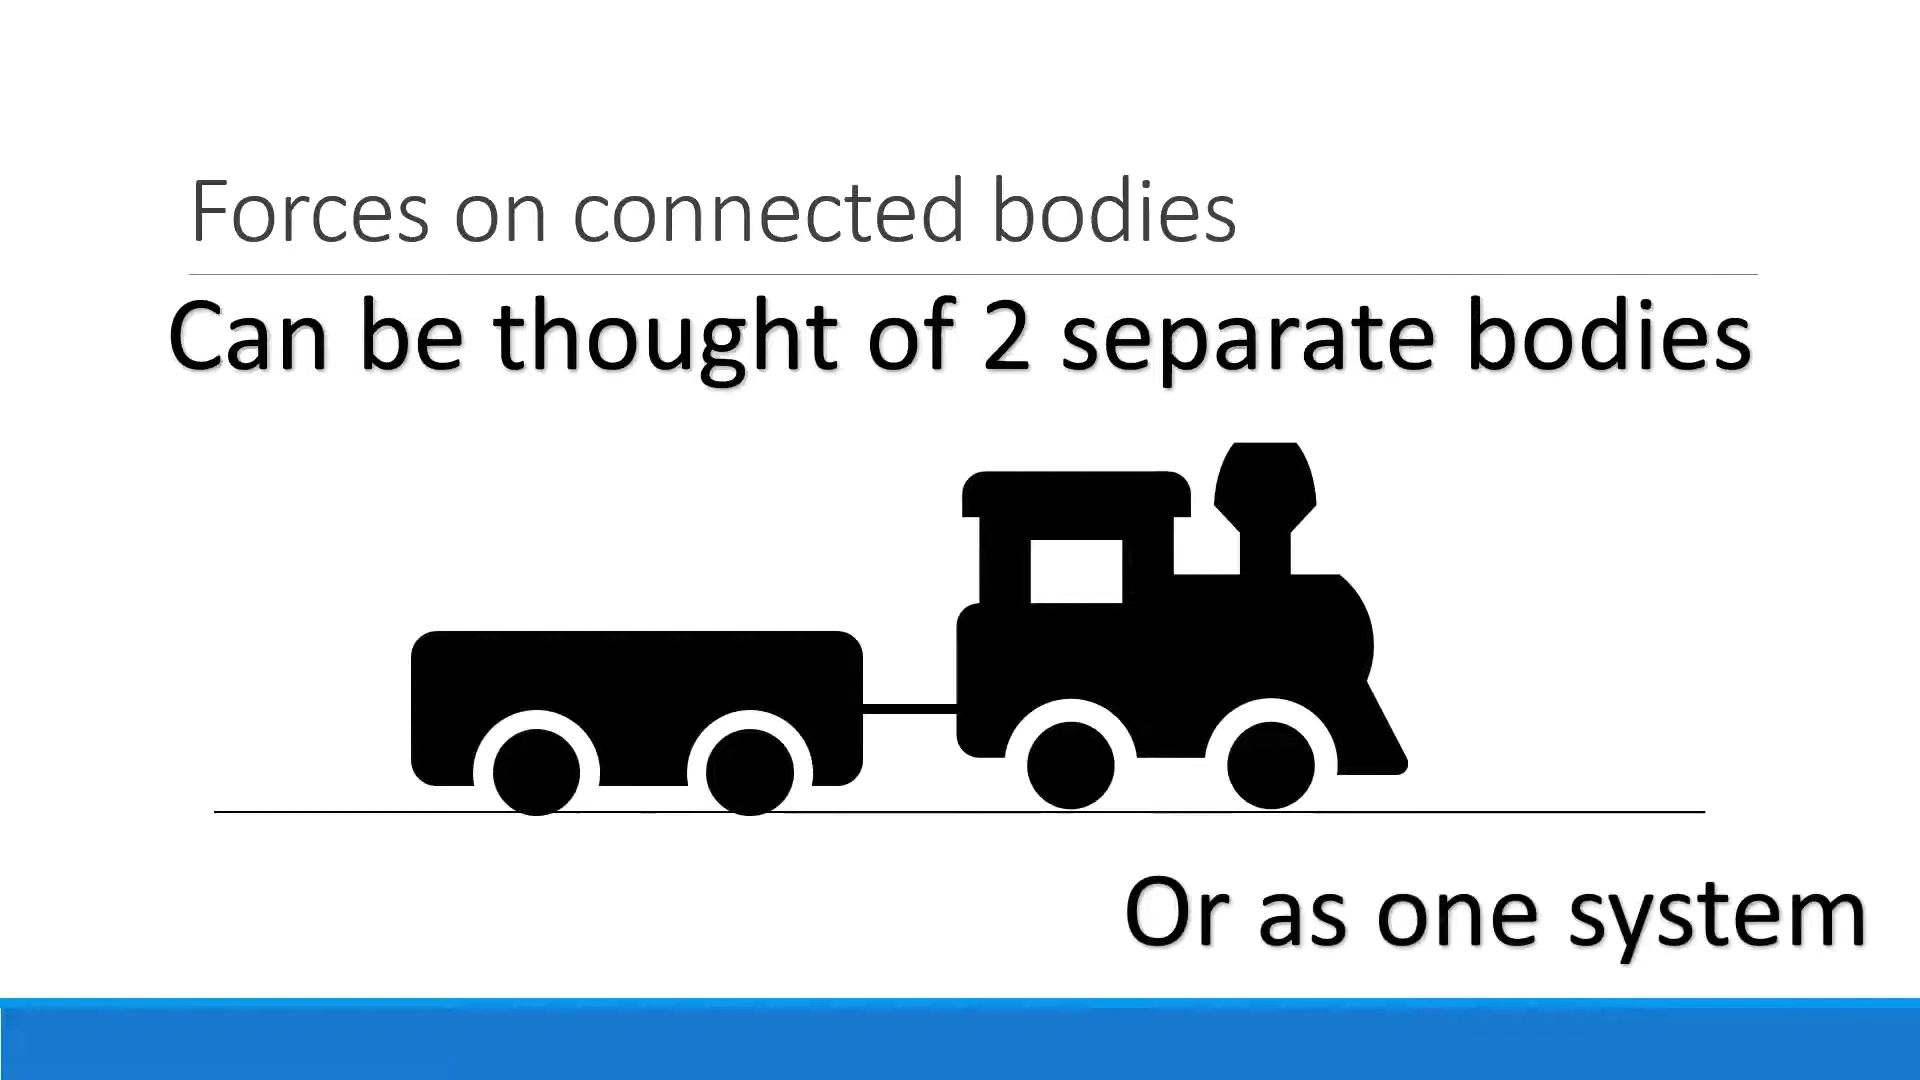 Forces on connected bodies
Can be thought of 2 separate bodies
Or as one system